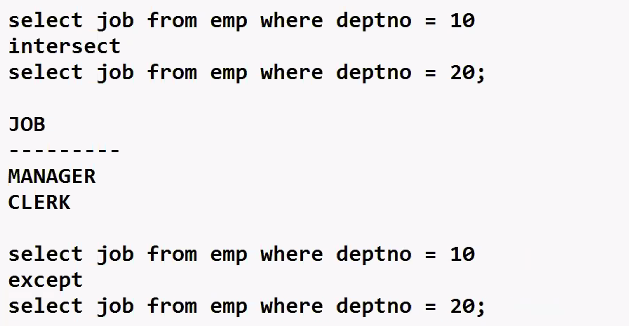 select job from emp where deptno = 10
intersect
select job from emp where deptno = 20;

JOB
---------
MANAGER
CLERK

select job from emp where deptno = 10
except
select job from emp where deptno = 20;